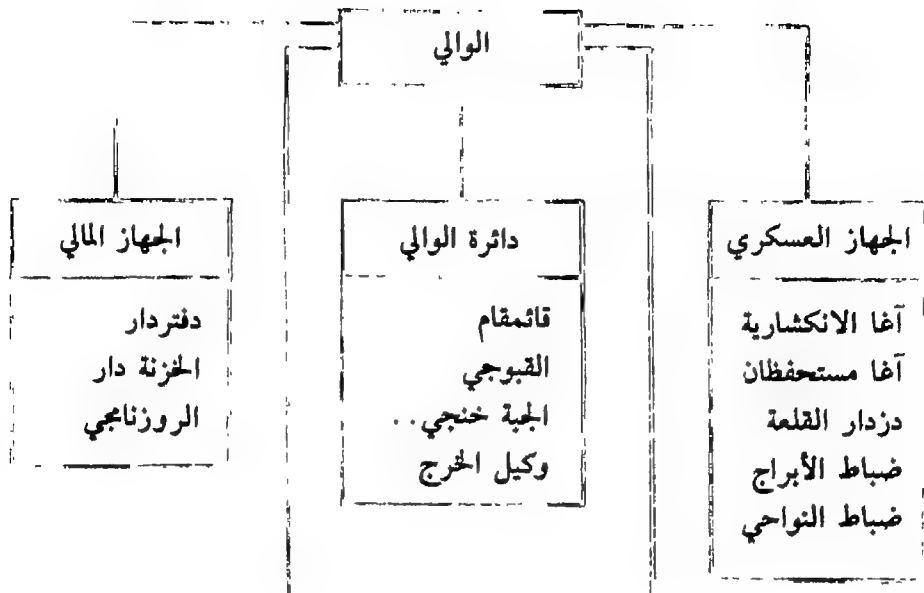 الوالي
الجهاز العسكري
آغا الانكشارية
آغا مستحفظان
دزدار القلعة
ضباط الأبراج
ضباط النواحي
دائرة الوالي
قائمقام
القبوجي
الجبة خنجي..
وكيل الخرج
الجهاز المالي
دفتردار
الخزنة دار
الروزنامجي